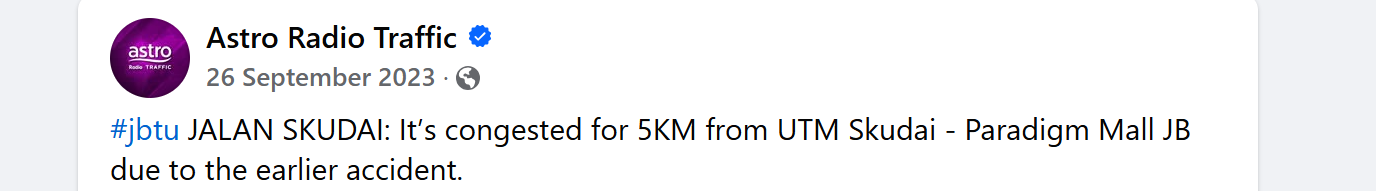 astro
Radio TRAFFIC
Astro Radio Traffic
26 September 2023 ·
#jbtu JALAN SKUDAI: It’s congested for 5KM from UTM Skudai - Paradigm Mall JB
due to the earlier accident.